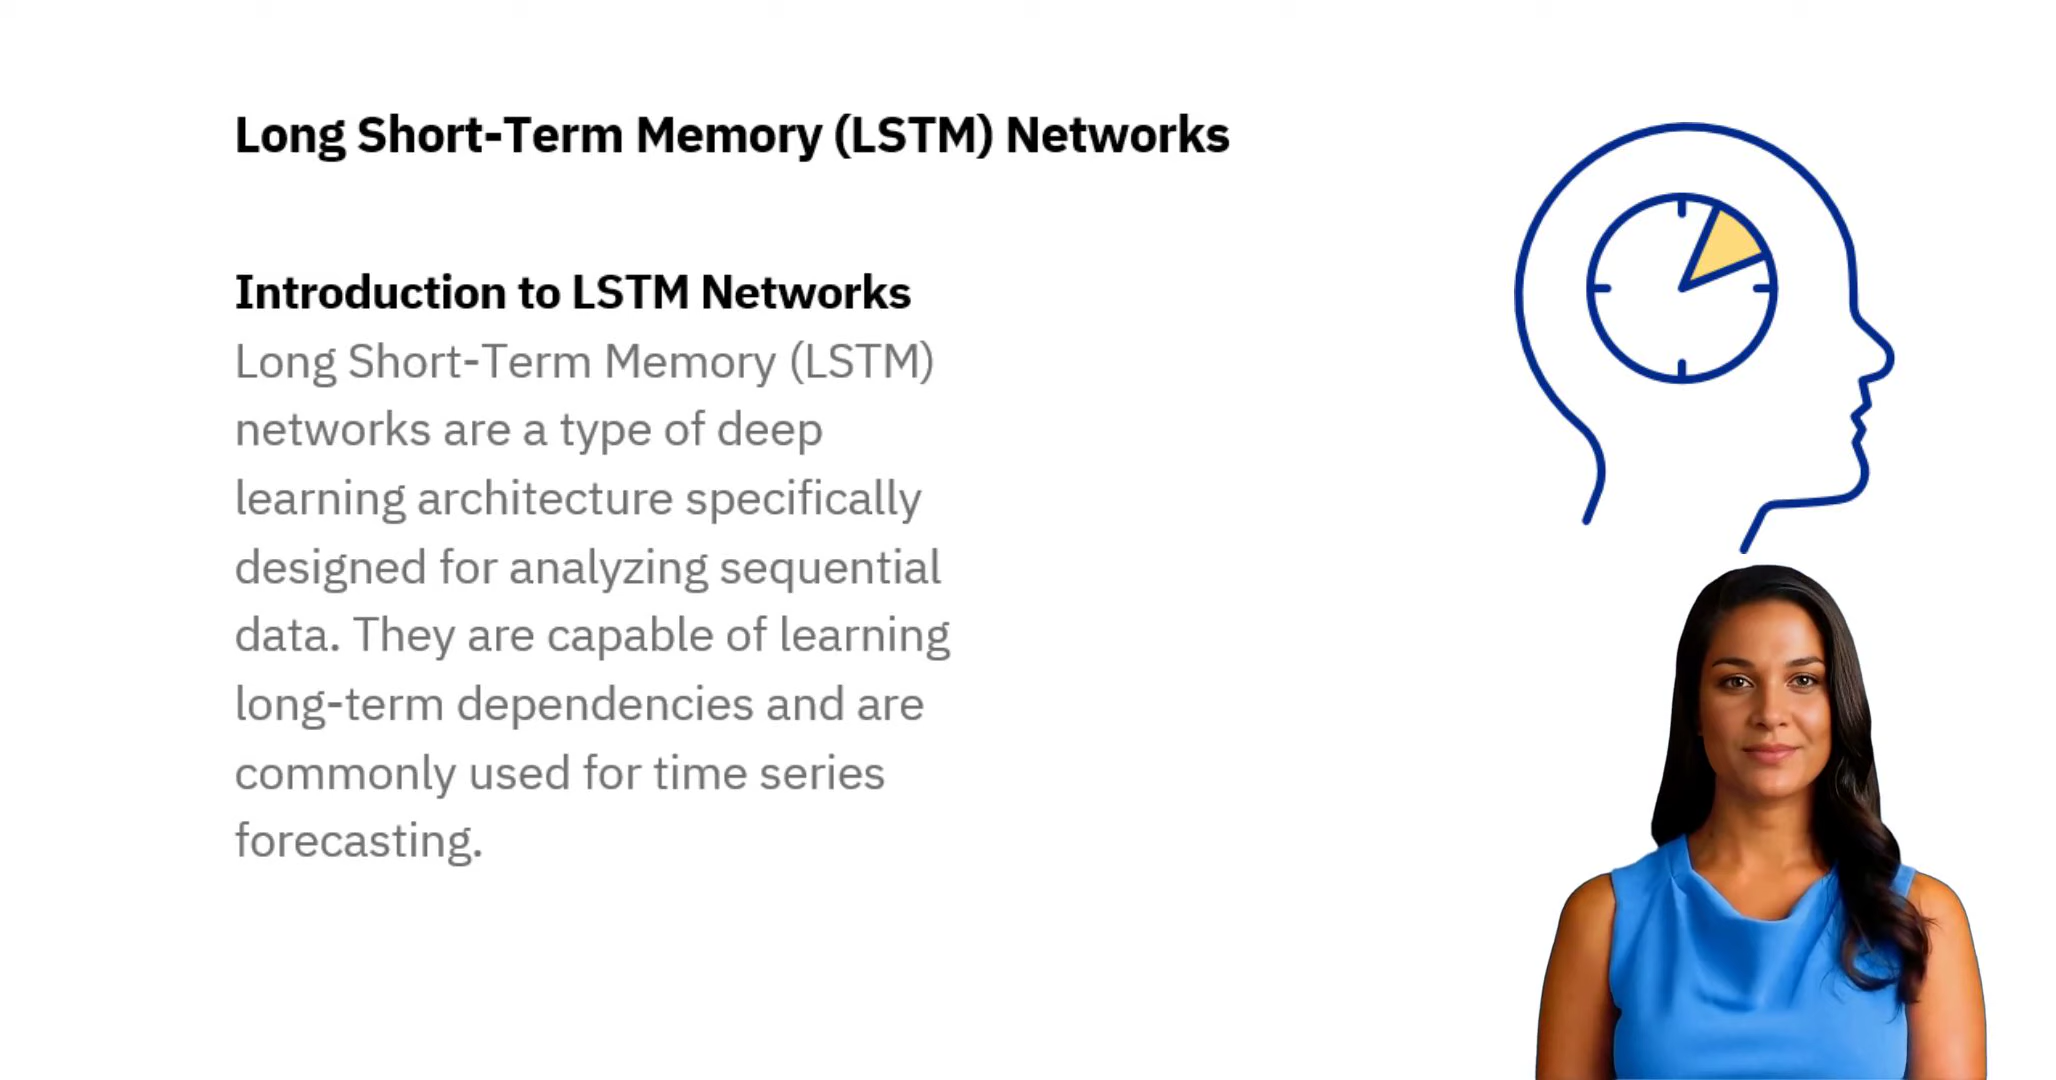 Long Short-Term Memory (LSTM) Networks
Introduction to LSTM Networks
Long Short-Term Memory (LSTM)
networks are a type of deep
learning architecture specifically
designed for analyzing sequential
data. They are capable of learning
long-term dependencies and are
commonly used for time series
forecasting.